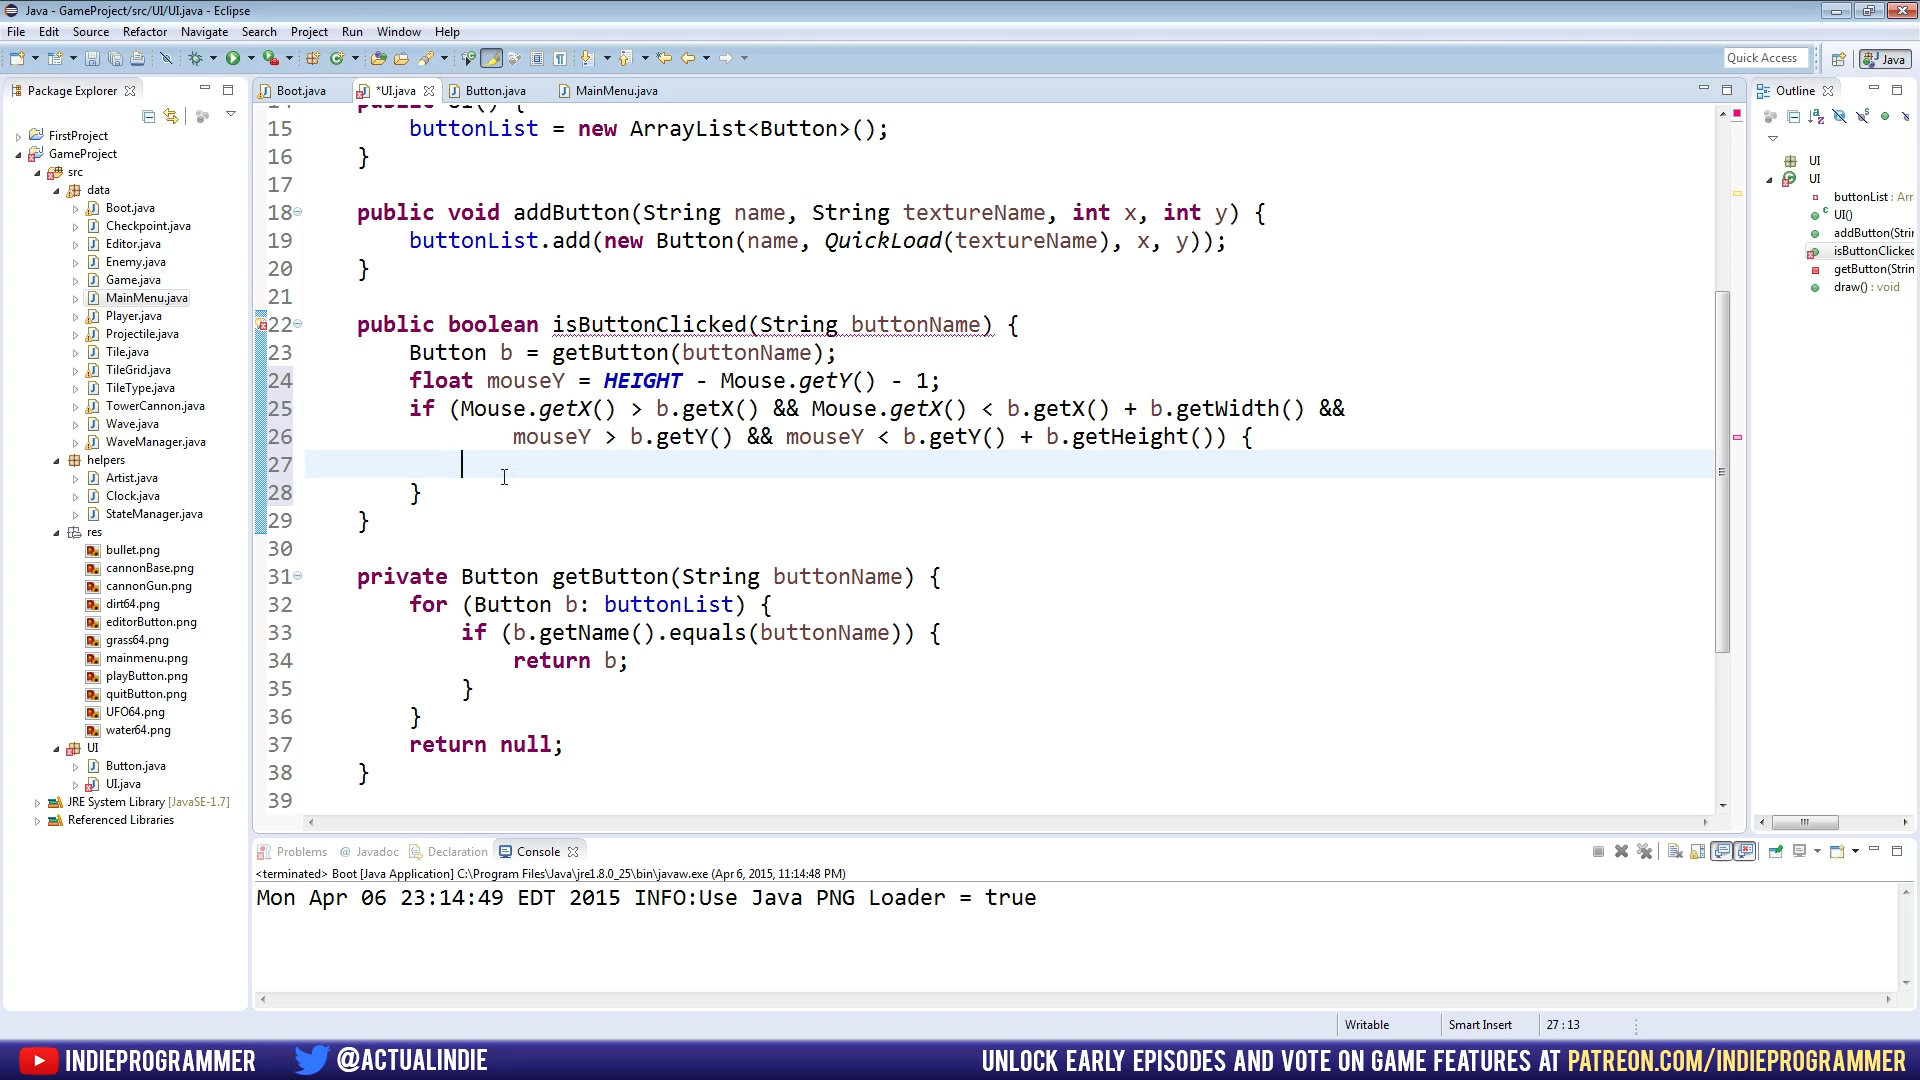 Java - GameProject/src/UI/UI.java - Eclipse
File Edit Source Refactor Navigate Search Project Run Window Help
Quick Access
Java
Package Explorer
Boot.java
*UI.java
Button.java
MainMenu.java
Outline
FirstProject
GameProject
src
data
Boot.java
Checkpoint.java
Editor.java
Enemy.java
Game.java
MainMenu.java
Player.java
Projectile.java
Tile.java
TileGrid.java
TileType.java
TowerCannon.java
Wave.java
WaveManager.java
helpers
Artist.java
Clock.java
StateManager.java
res
bullet.png
cannonBase.png
cannonGun.png
dirt64.png
editorButton.png
grass64.png
mainmenu.png
playButton.png
quitButton.png
UFO64.png
water64.png
UI
Button.java
UI.java
JRE System Library [JavaSE-1.7]
Referenced Libraries
15 buttonList = new ArrayList<Button>();
16 }
17
18 public void addButton(String name, String textureName, int x, int y) {
19 buttonList.add(new Button(name, QuickLoad(textureName), x, y));
20 }
21
22 public boolean isButtonClicked(String buttonName) {
23 Button b = getButton(buttonName);
24 float mouseY = HEIGHT - Mouse.getY() - 1;
25 if (Mouse.getX() > b.getX() && Mouse.getX() < b.getX() + b.getWidth() &&
26 mouseY > b.getY() && mouseY < b.getY() + b.getHeight()) {
27
28 }
29 }
30
31 private Button getButton(String buttonName) {
32 for (Button b: buttonList) {
33 if (b.getName().equals(buttonName)) {
34 return b;
35 }
36 }
37 return null;
38 }
39
UI
UI
buttonList : Arr
UI()
addButton(Strin
isButtonClicked
getButton(Strin
draw() : void
Problems
@ Javadoc
Declaration
Console
<terminated> Boot [Java Application] C:\Program Files\Java\jre1.8.0_25\bin\javaw.exe (Apr 6, 2015, 11:14:48 PM)
Mon Apr 06 23:14:49 EDT 2015 INFO:Use Java PNG Loader = true
Writable
Smart Insert
27 : 13
INDIEPROGRAMMER
@ACTUALINDIE
UNLOCK EARLY EPISODES AND VOTE ON GAME FEATURES AT PATREON.COM/INDIEPROGRAMMER